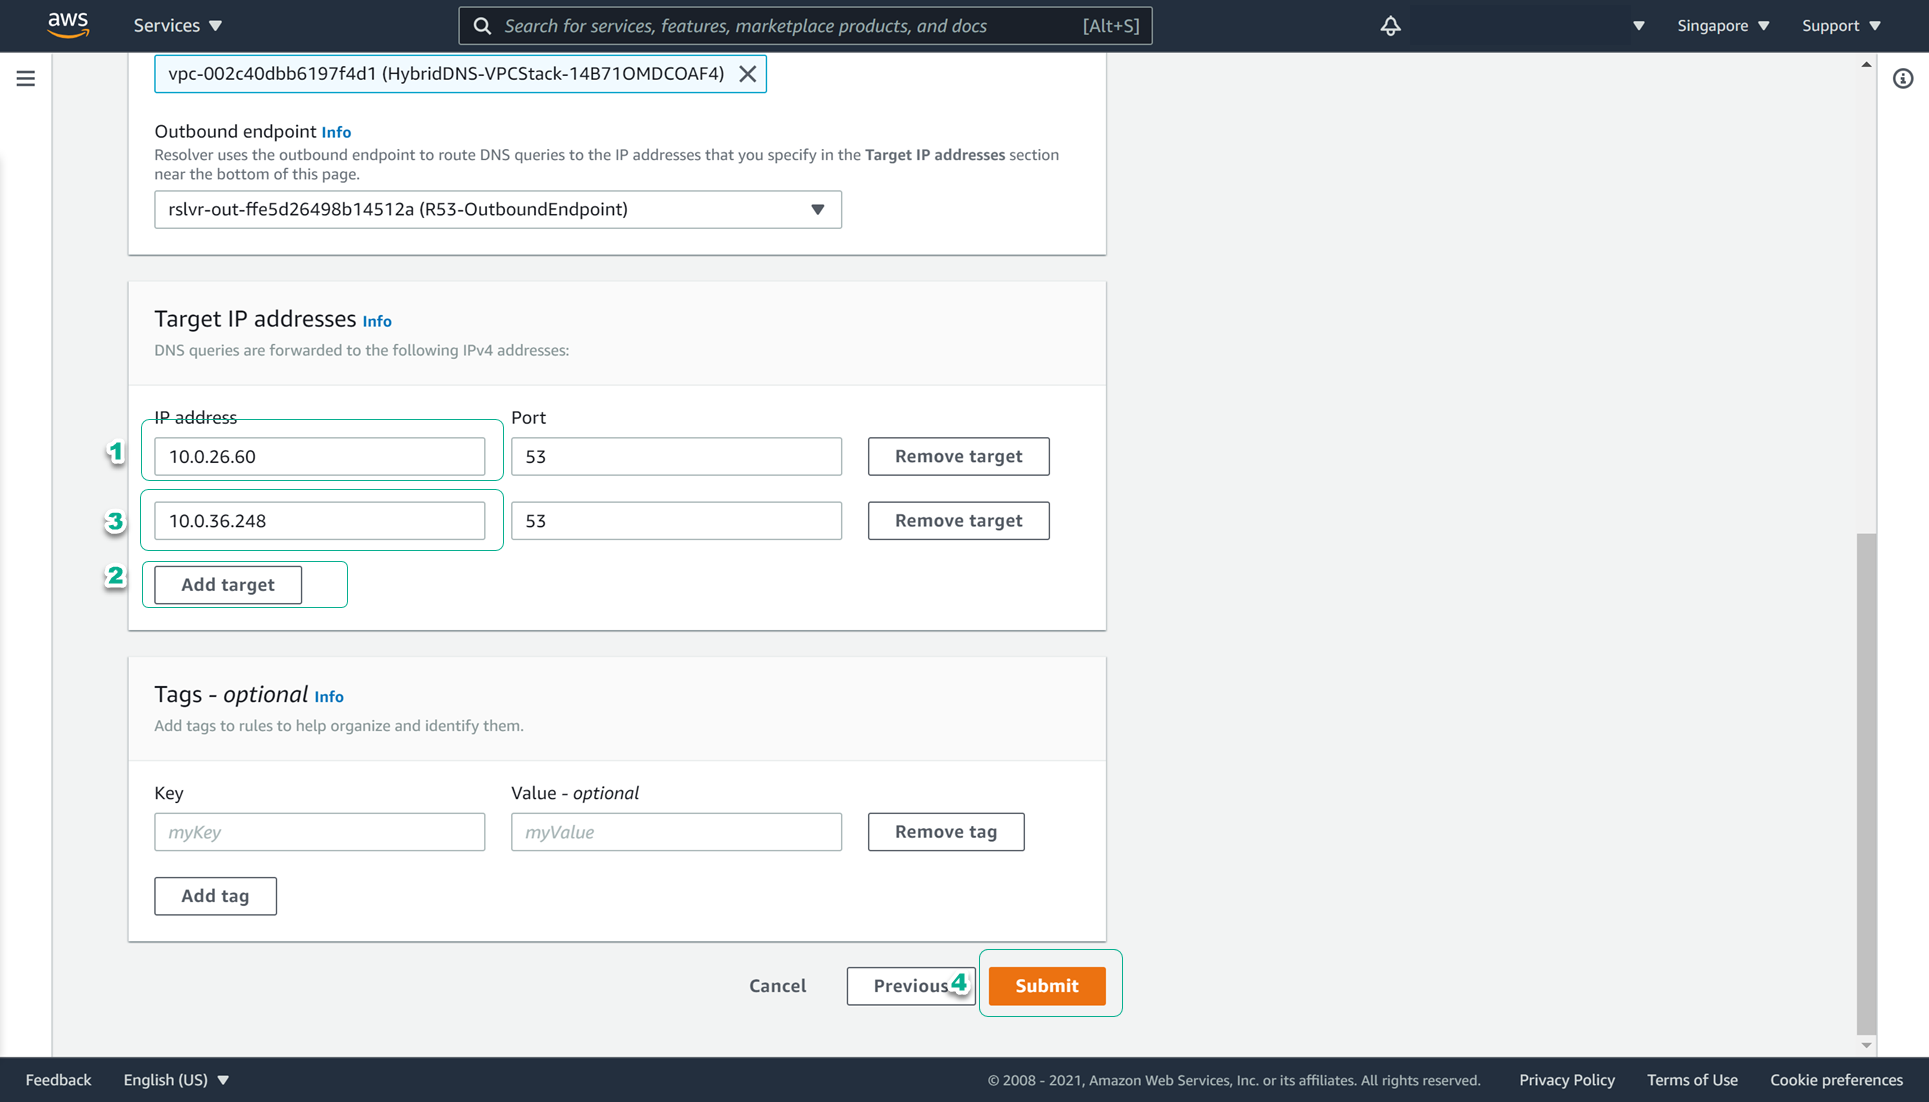 aws Services Search for services, features, marketplace products, and docs [Alt+S] Singapore Support
vpc-002c40dbb6197f4d1 (HybridDNS-VPCStack-14B71OMDCOAF4)
Outbound endpoint Info
Resolver uses the outbound endpoint to route DNS queries to the IP addresses that you specify in the Target IP addresses section
near the bottom of this page.
rslvr-out-ffe5d26498b14512a (R53-OutboundEndpoint)
Target IP addresses Info
DNS queries are forwarded to the following IPv4 addresses:
IP address Port
1 10.0.26.60 53 Remove target
3 10.0.36.248 53 Remove target
2 Add target
Tags - optional Info
Add tags to rules to help organize and identify them.
Key Value - optional
myKey myValue Remove tag
Add tag
Cancel Previous 4 Submit
Feedback English (US) © 2008 - 2021, Amazon Web Services, Inc. or its affiliates. All rights reserved. Privacy Policy Terms of Use Cookie preferences